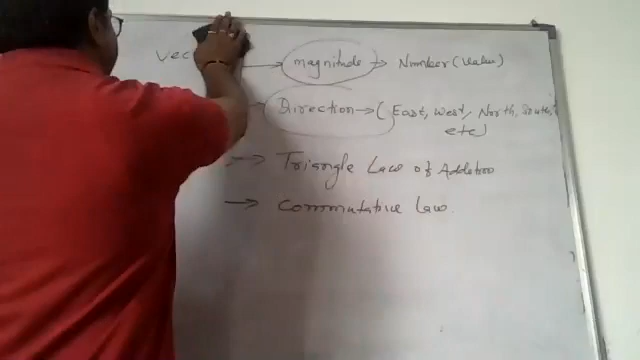 Vec → magnitude → Number (Value)
Direction → (East, West, North, South,
etc)
→ Triangle Law of Addition
→ Commutative Law.